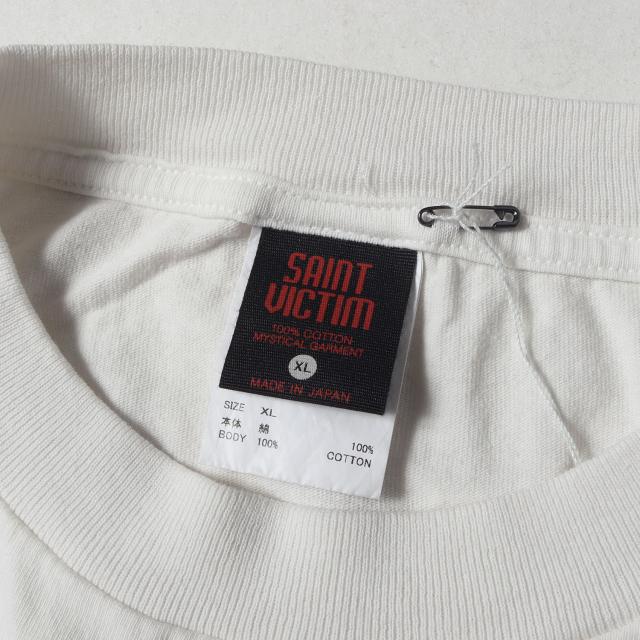 SAINT
VICTIM
100% COTTON
MYSTICAL GARMENT
XL
MADE IN JAPAN
SIZE XL
本体 綿 100%
BODY 100% COTTON